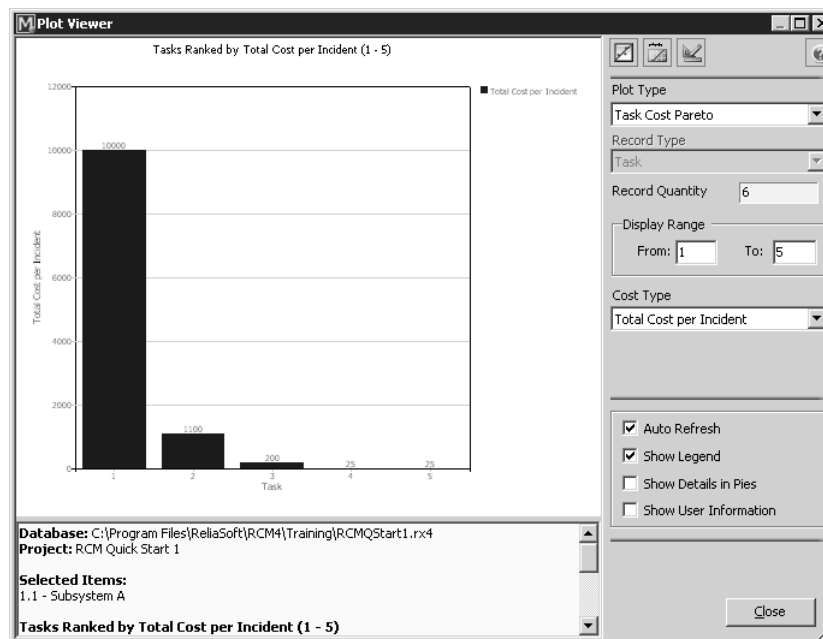 Plot Viewer
Tasks Ranked by Total Cost per Incident (1 - 5)
Total Cost per Incident
12000
10000
8000
6000
4000
2000
0
10000
1100
200
25
25
1
2
3
4
5
Task
Total Cost per Incident
Database: C:\Program Files\ReliaSoft\RCM4\Training\RCMQStart1.rx4
Project: RCM Quick Start 1
Selected Items:
1.1 - Subsystem A
Tasks Ranked by Total Cost per Incident (1 - 5)
Plot Type
Task Cost Pareto
Record Type
Task
Record Quantity 6
Display Range
From: 1 To: 5
Cost Type
Total Cost per Incident
Auto Refresh
Show Legend
Show Details in Pies
Show User Information
Close